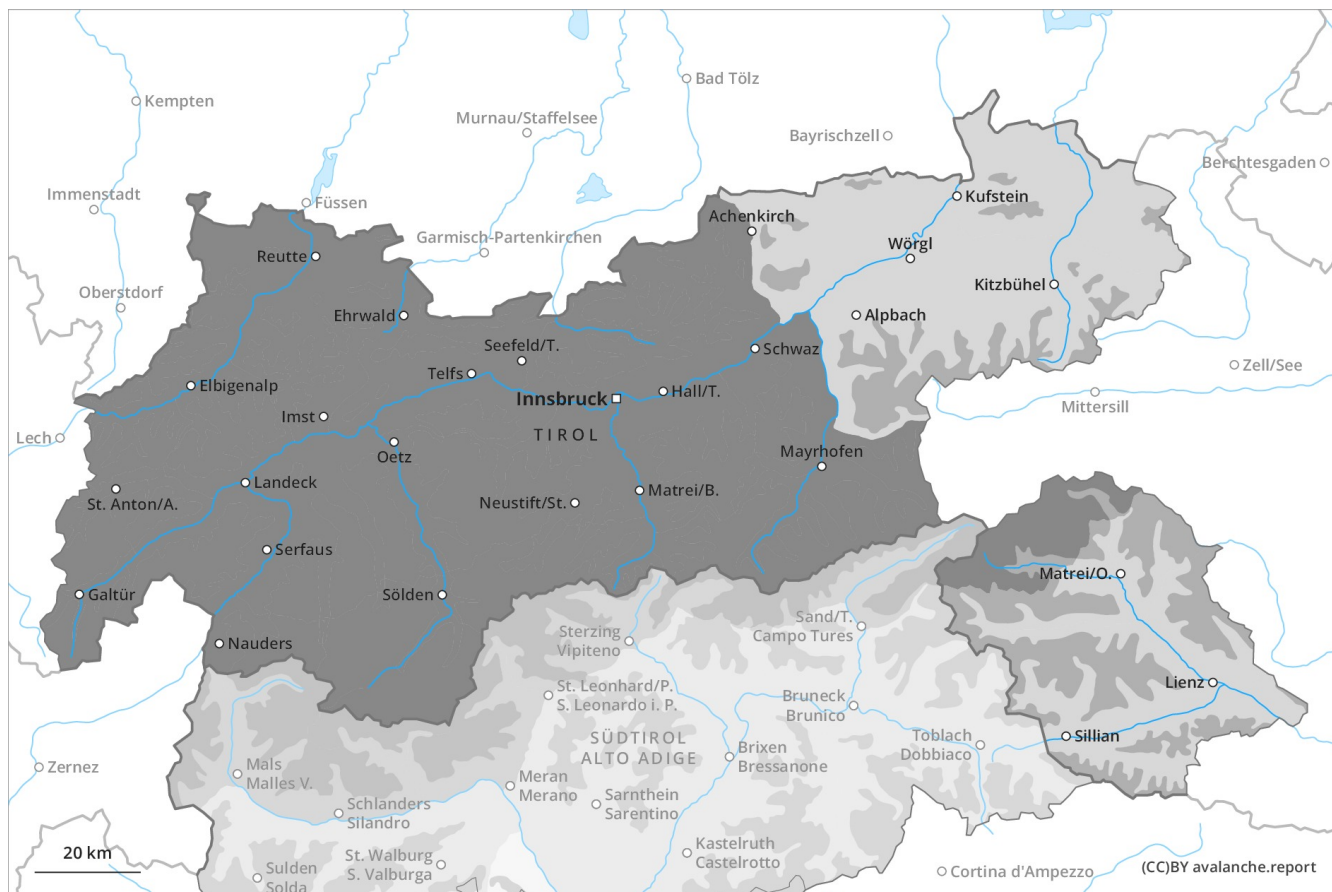 Bad Tölz
Kempten
Murnau/Staffelsee
Bayrischzell
Berchtesgaden
Immenstadt
Füssen
Kufstein
Achenkirch
Garmisch-Partenkirchen
Wörgl
Reutte
Kitzbühel
Oberstdorf
Ehrwald
Alpbach
Seefeld/T.
Schwaz
Zell/See
Telfs
Elbigenalp
Hall/T.
Innsbruck
Mittersill
Imst
Lech
TIROL
Oetz
Mayrhofen
Landeck
St. Anton/A.
Neustift/St.
Matrei/B.
Serfaus
Matrei/O.
Galtür
Sölden
Sand/T.
Campo Tures
Sterzing
Vipiteno
Nauders
Lienz
St. Leonhard/P.
S. Leonardo i. P.
Bruneck
Brunico
SÜDTIROL
ALTO ADIGE
Toblach
Dobbiaco
Sillian
Brixen
Bressanone
Zernez
Mals
Malles V.
Meran
Merano
Schlanders
Silandro
Sarnthein
Sarentino
20 km
St. Walburg
S. Valburga
Kastelruth
Castelrotto
Sulden
Solda
Cortina d'Ampezzo
(CC)BY avalanche.report